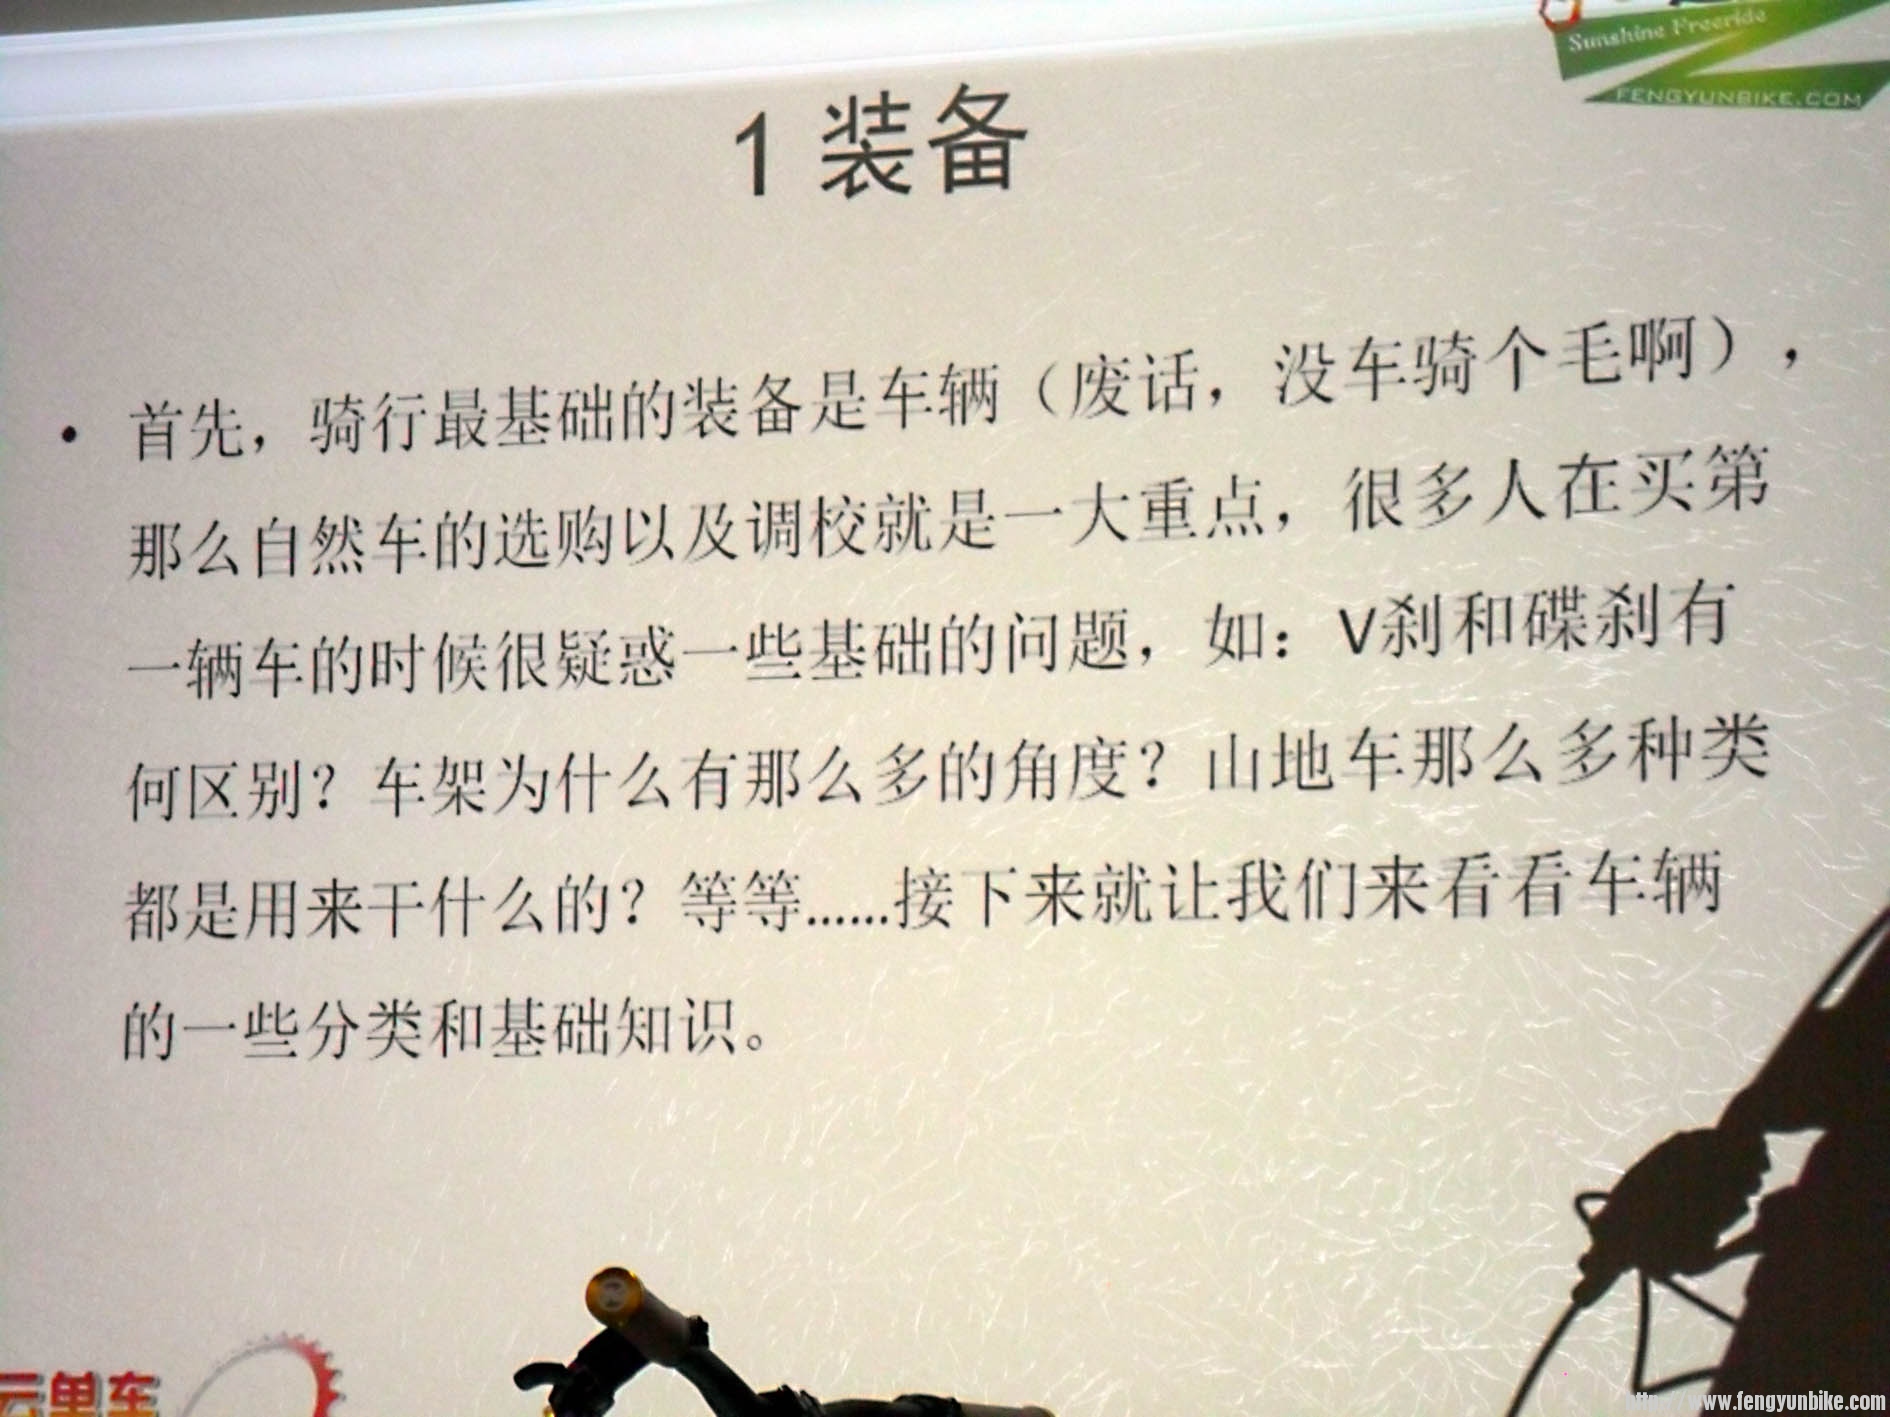 Sunshine Freeride
FENGYUNBIKE.COM
1 装备
• 首先，骑行最基础的装备是车辆（废话，没车骑个毛啊），
那么自然车的选购以及调校就是一大重点，很多人在买第
一辆车的时候很疑惑一些基础的问题，如：V刹和碟刹有
何区别？车架为什么有那么多的角度？山地车那么多种类
都是用来干什么的？等等......接下来就让我们来看看车辆
的一些分类和基础知识。
云单车
http://www.fengyunbike.com